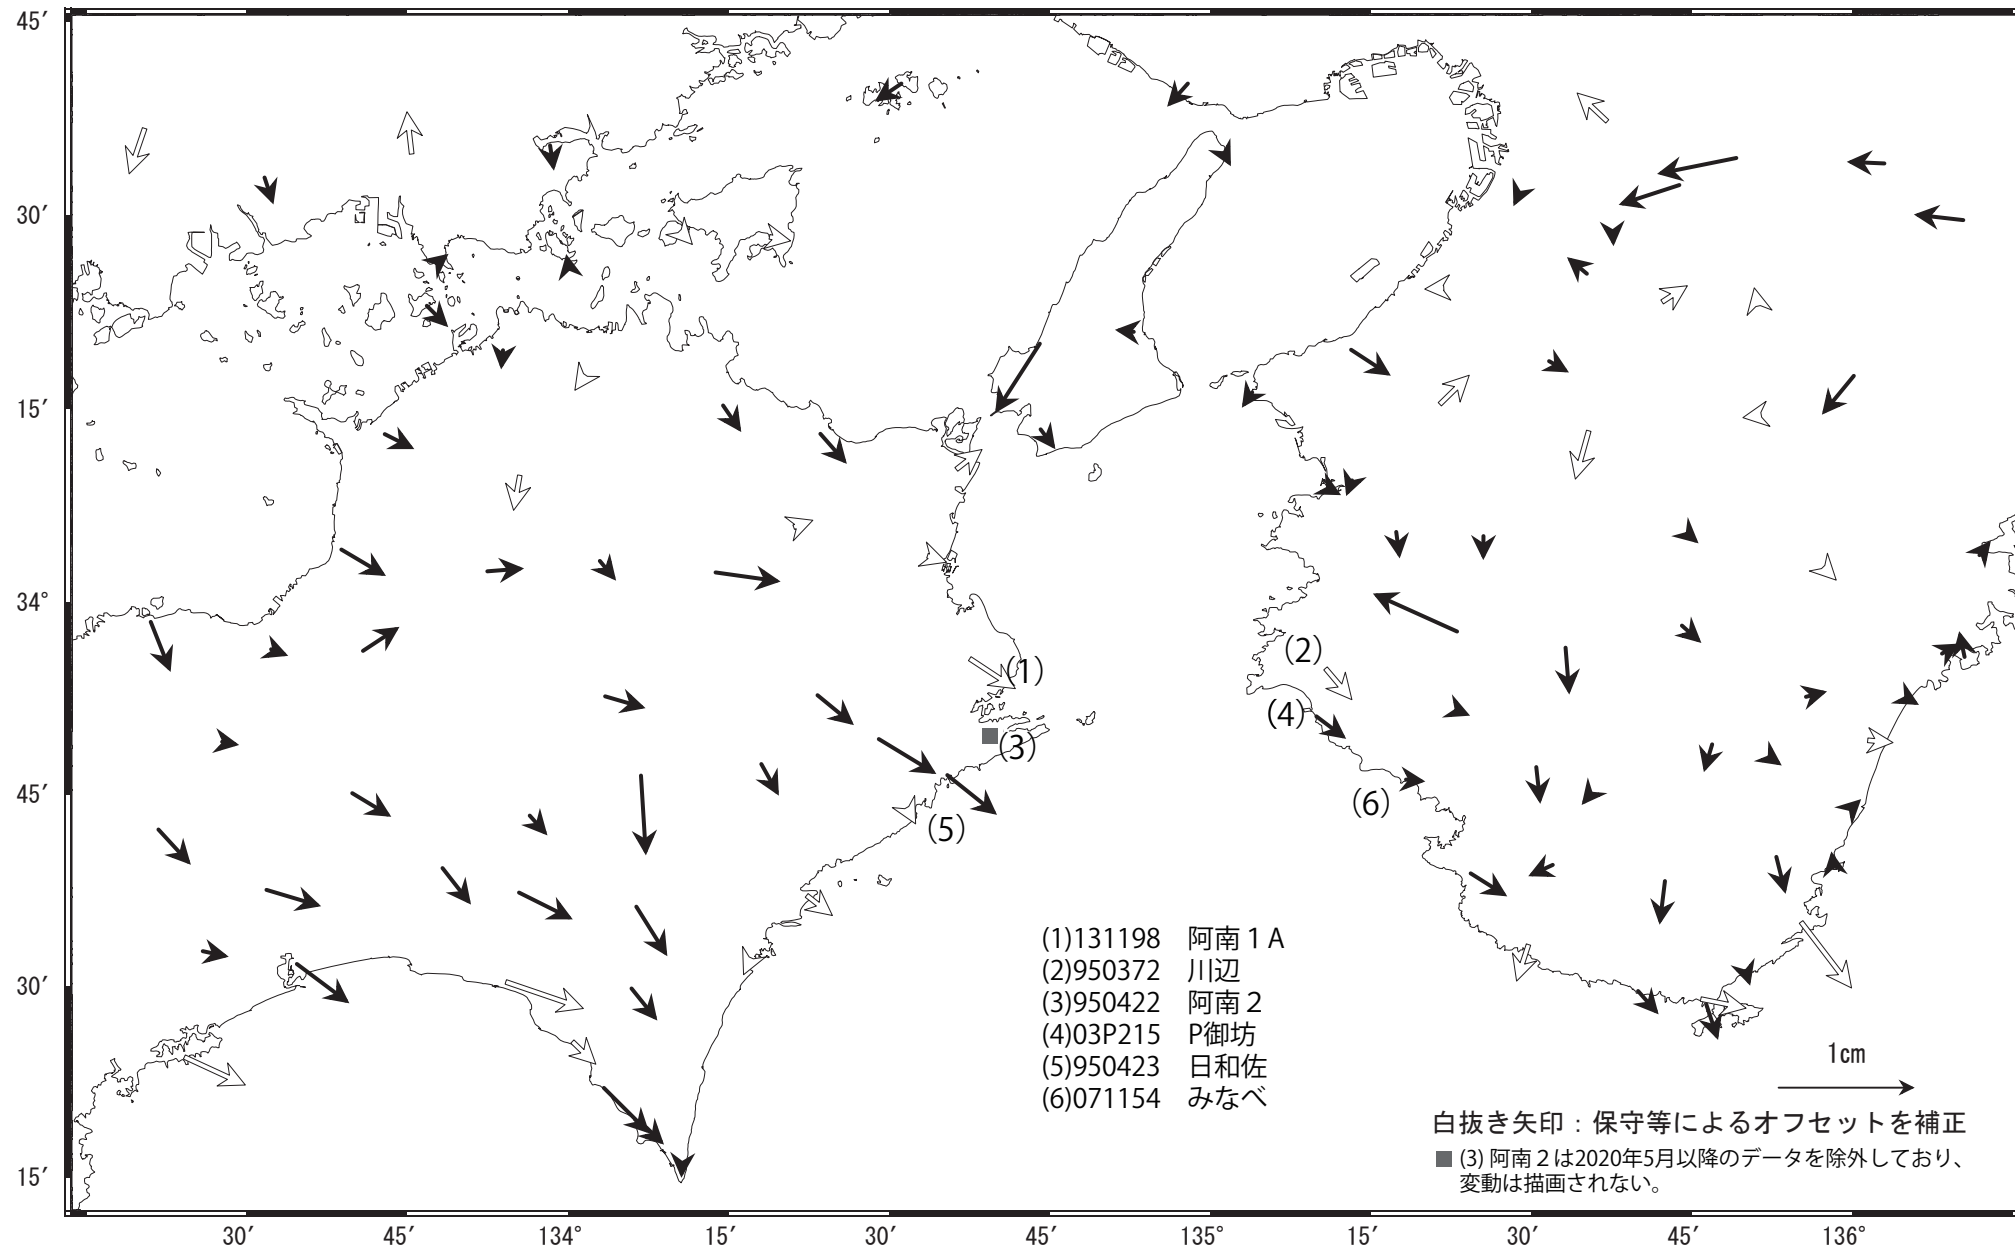 45′
30′
15′
34°
45′
30′
15′
(1)
(2)
(4)
(3)
(6)
(5)
(1)131198 阿南１A
(2)950372 川辺
(3)950422 阿南２
(4)03P215 P御坊
(5)950423 日和佐
(6)071154 みなべ
1cm
白抜き矢印：保守等によるオフセットを補正
■ (3) 阿南２は2020年5月以降のデータを除外しており、
変動は描画されない。
30′ 45′ 134° 15′ 30′ 45′ 135° 15′ 30′ 45′ 136°